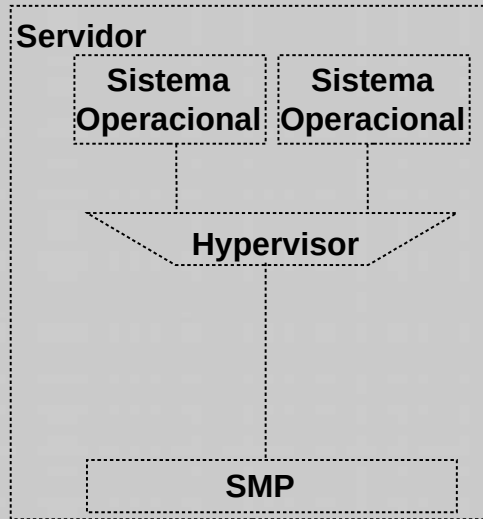 Servidor
Sistema
Operacional
Sistema
Operacional
Hypervisor
SMP